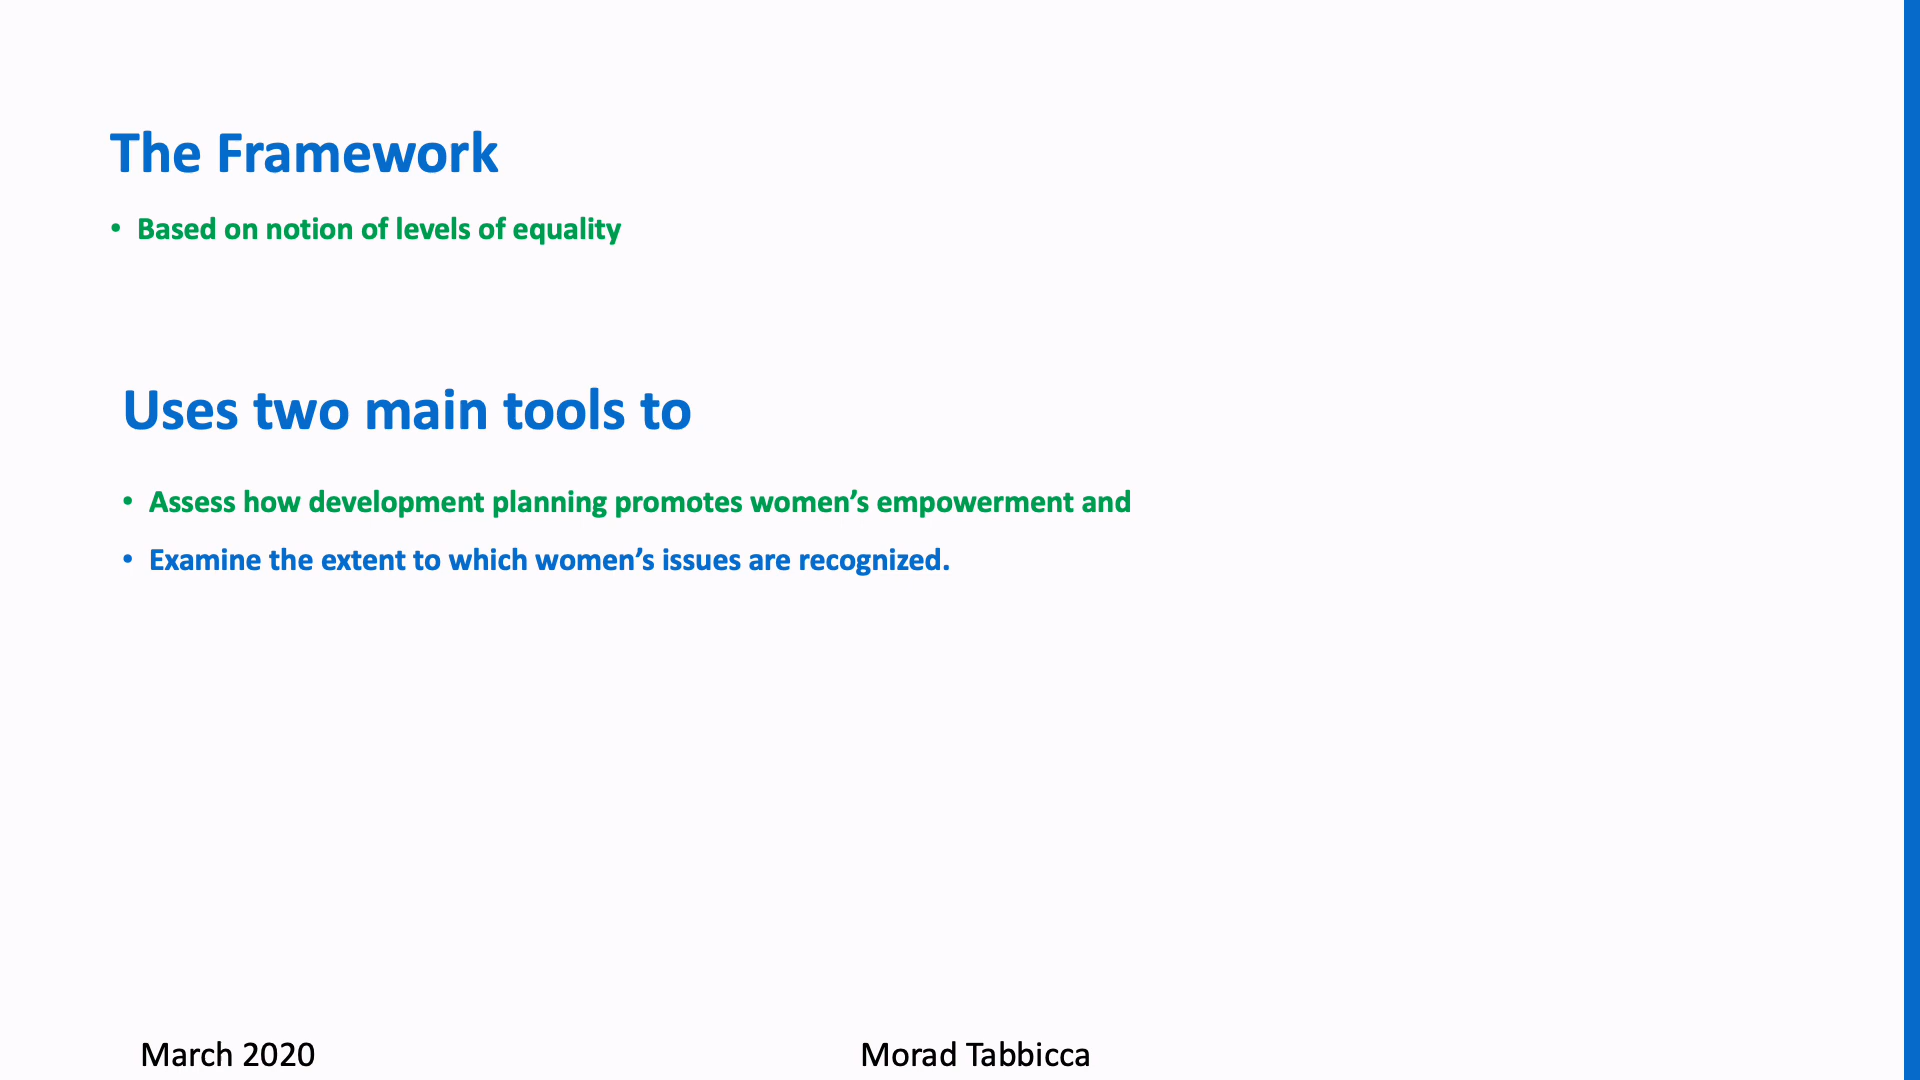 The Framework
• Based on notion of levels of equality
Uses two main tools to
• Assess how development planning promotes women’s empowerment and
• Examine the extent to which women’s issues are recognized.
March 2020
Morad Tabbicca